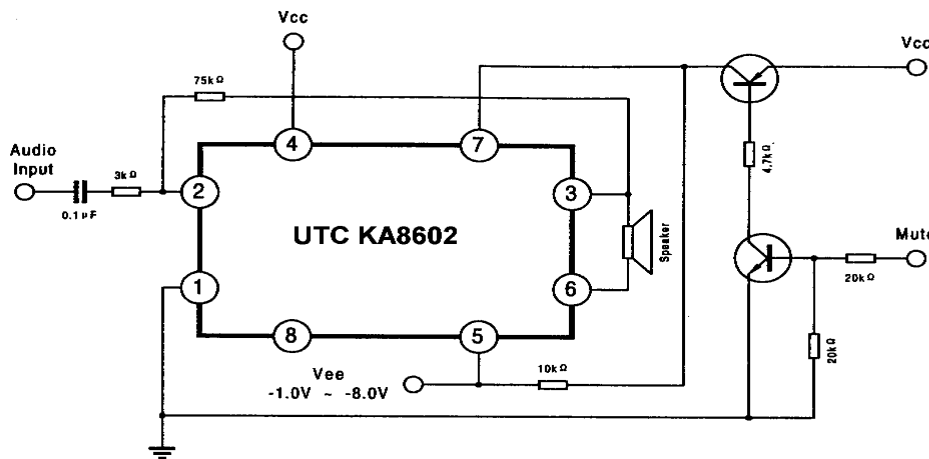 Vcc
Vcc
75kΩ
4
7
Audio
Input
3kΩ
0.1μF
2
3
4.7kΩ
UTC KA8602
Speaker
Mute
20kΩ
1
6
8
5
20kΩ
Vee
-1.0V ~ -8.0V
10kΩ